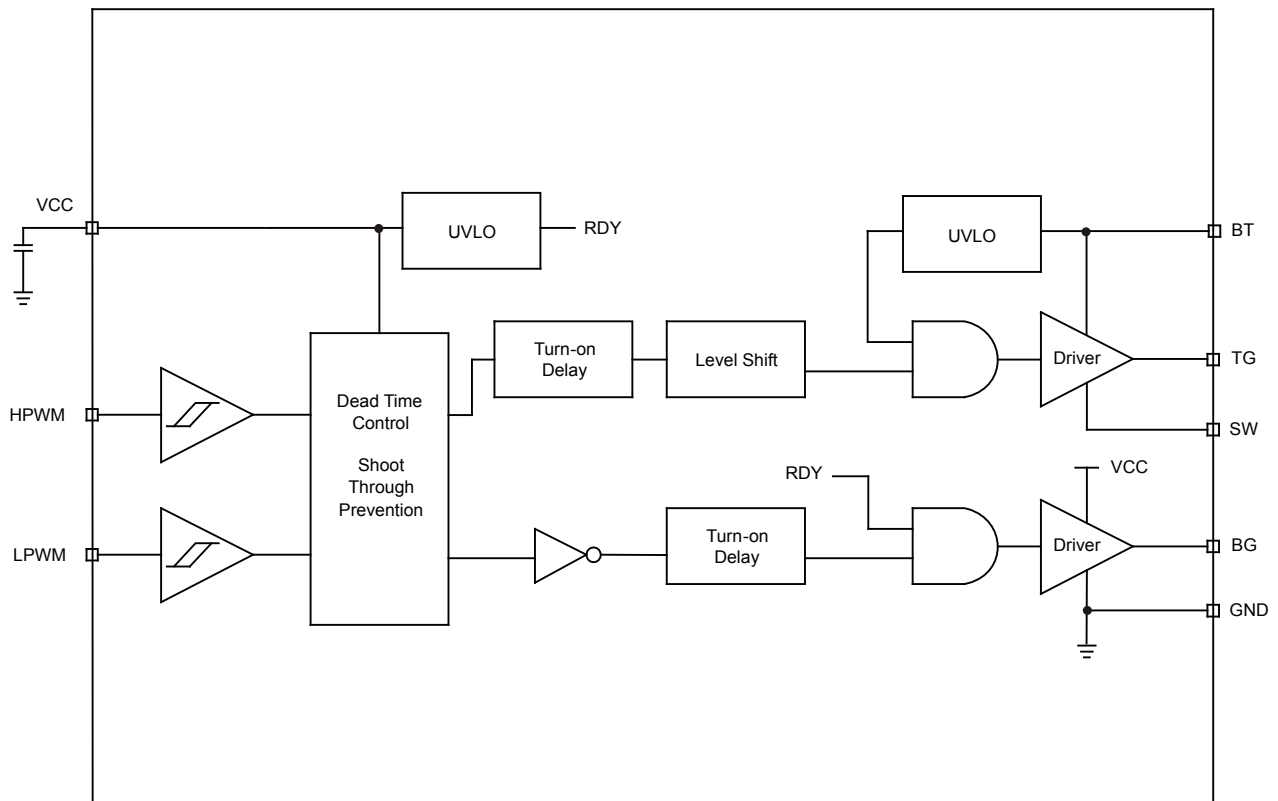 VCC
UVLO
RDY
UVLO
BT
Turn-on
Delay
Level Shift
Driver
TG
HPWM
Dead Time
Control
Shoot
Through
Prevention
SW
RDY
VCC
LPWM
Turn-on
Delay
Driver
BG
GND